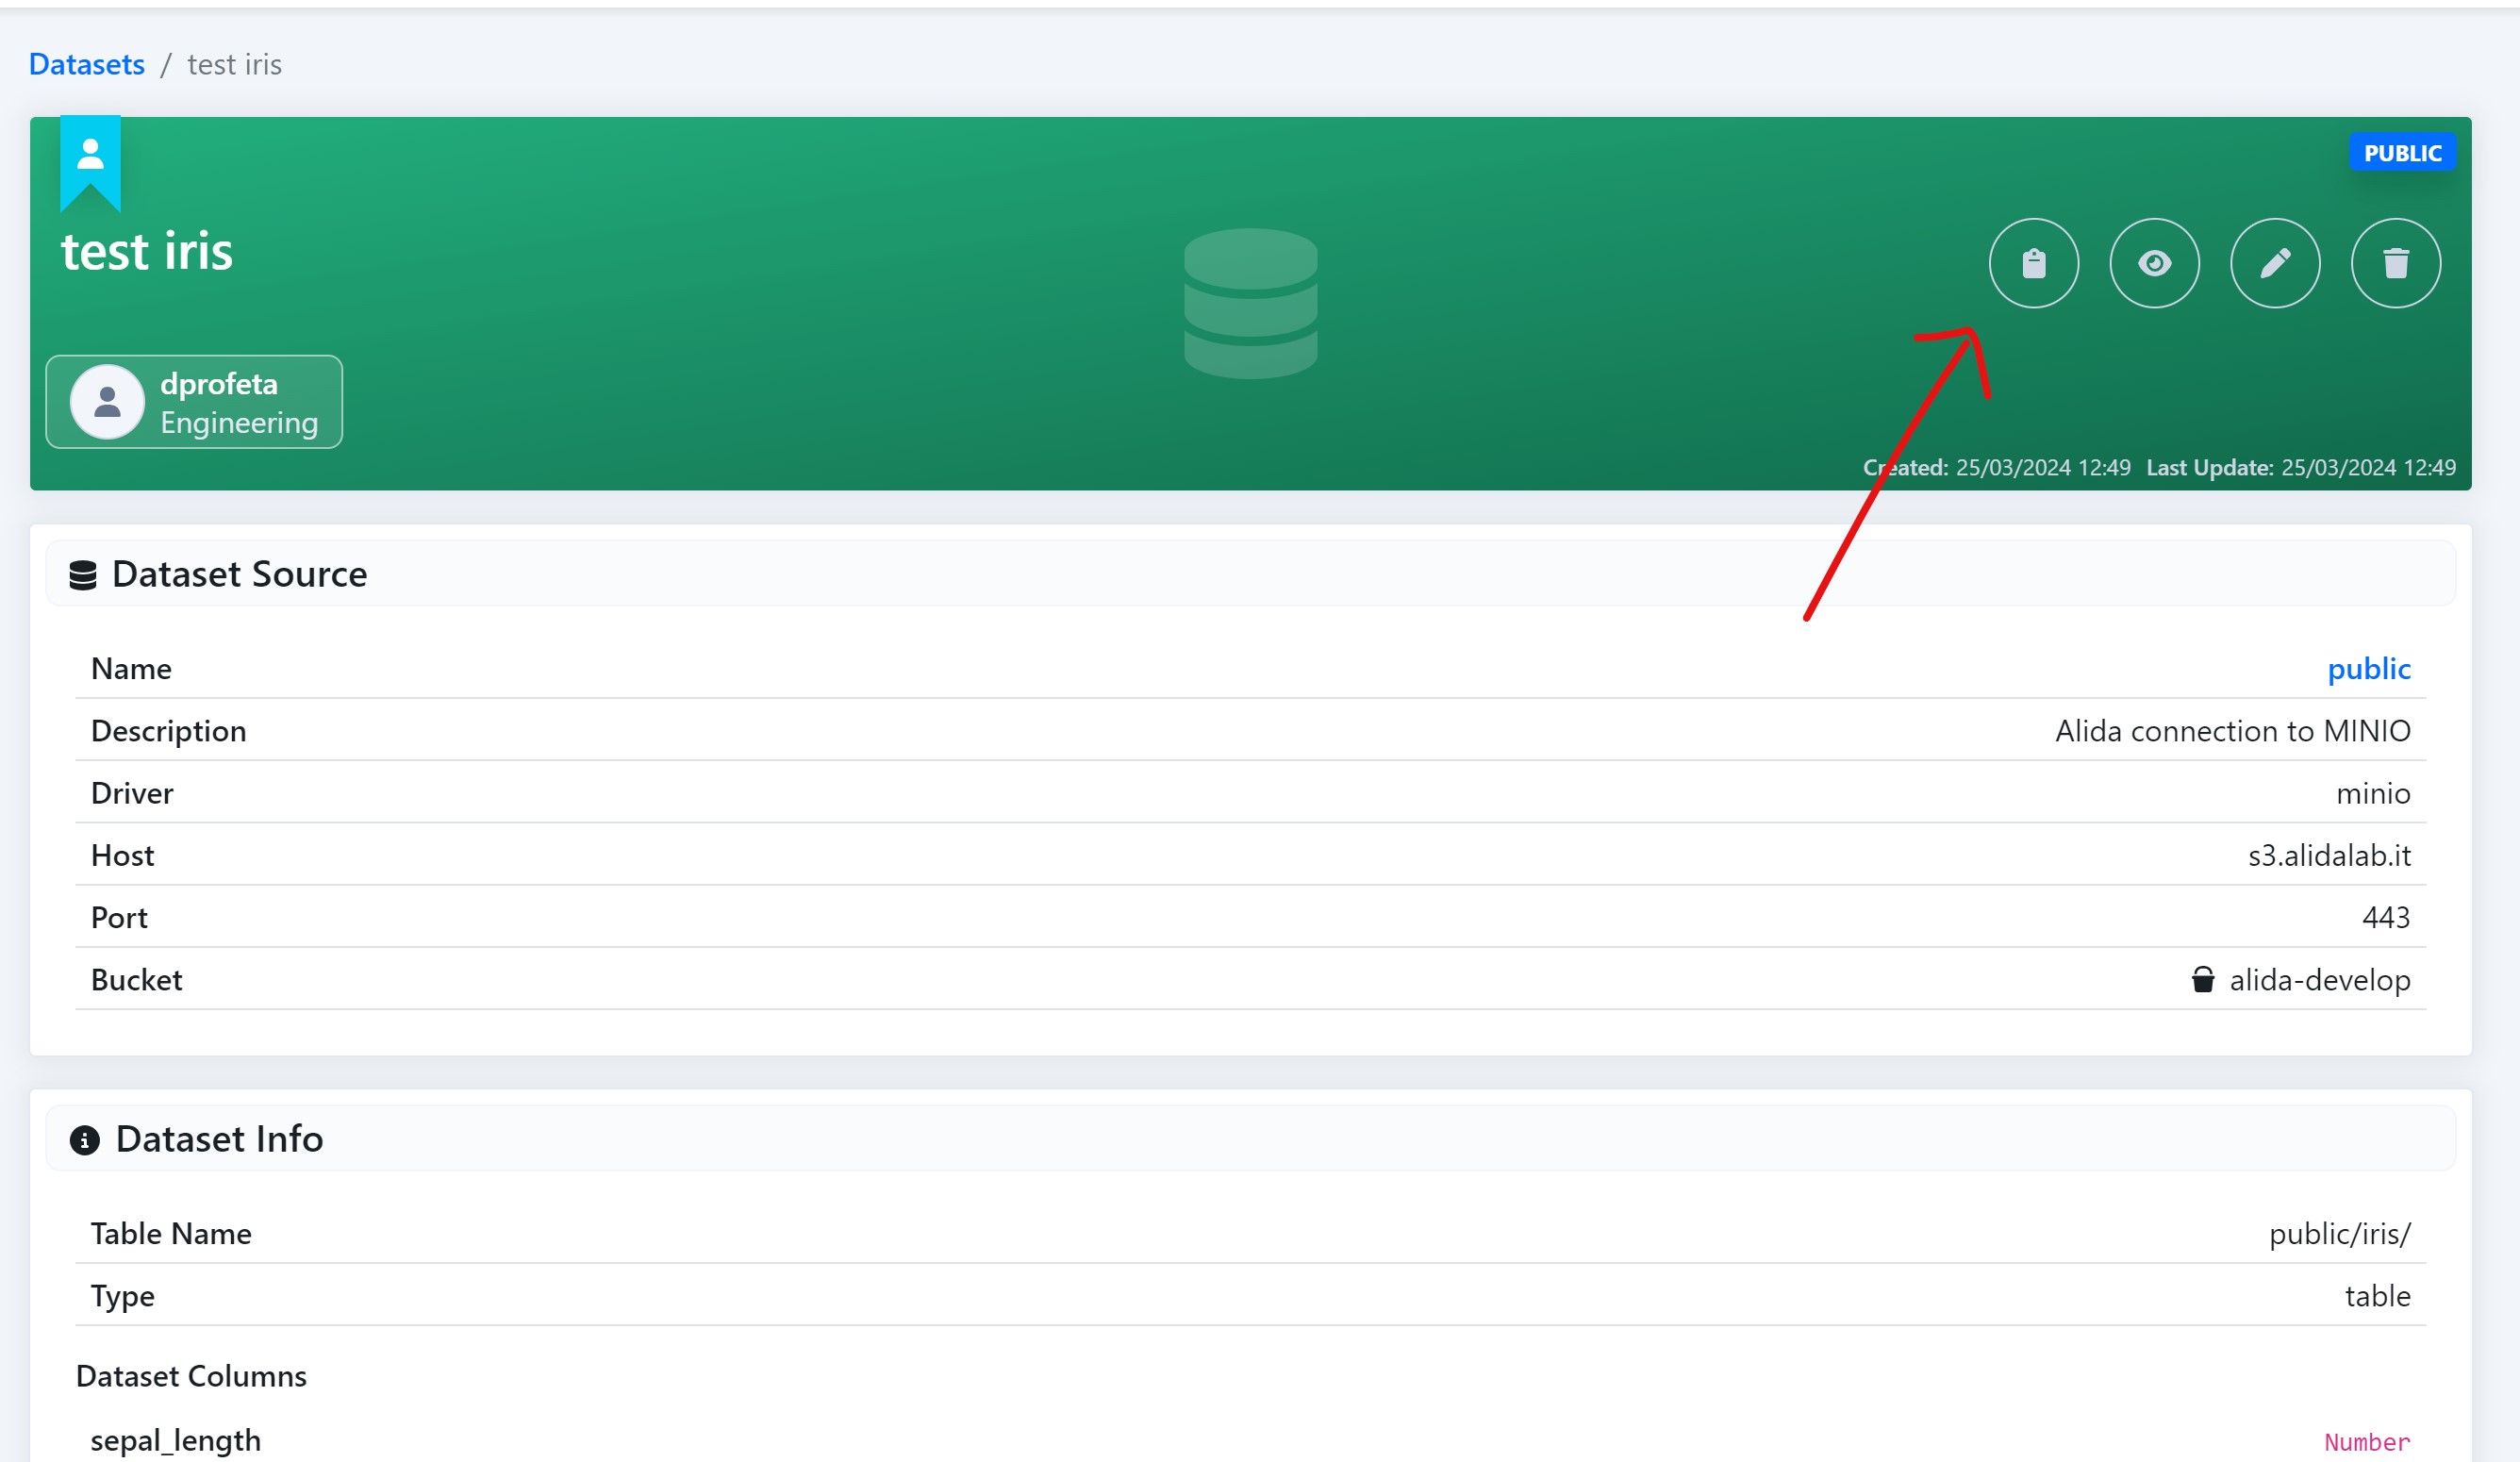 Datasets / test iris
PUBLIC
test iris
dprofeta
Engineering
Created: 25/03/2024 12:49 Last Update: 25/03/2024 12:49
Dataset Source
Name public
Description Alida connection to MINIO
Driver minio
Host s3.alidalab.it
Port 443
Bucket alida-develop
Dataset Info
Table Name public/iris/
Type table
Dataset Columns
sepal_length Number